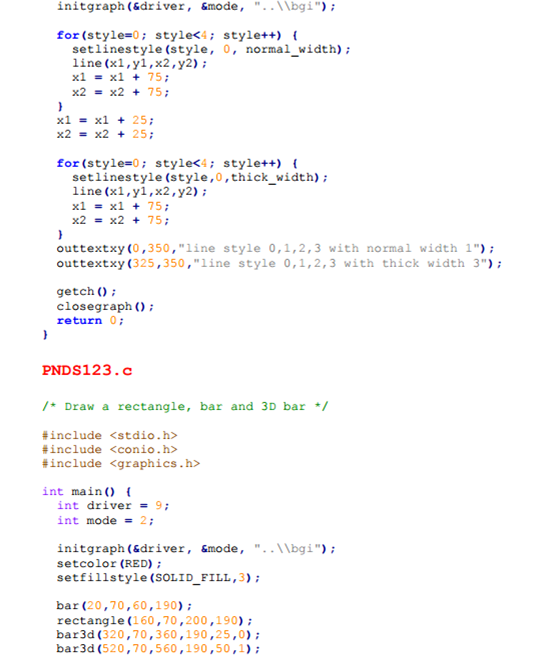 initgraph(&driver, &mode, "..\\bgi");
for(style=0; style<4; style++) {
setlinestyle(style, 0, normal_width);
line(x1,y1,x2,y2);
x1 = x1 + 75;
x2 = x2 + 75;
}
x1 = x1 + 25;
x2 = x2 + 25;
for(style=0; style<4; style++) {
setlinestyle(style,0,thick_width);
line(x1,y1,x2,y2);
x1 = x1 + 75;
x2 = x2 + 75;
}
outtextxy(0,350,"line style 0,1,2,3 with normal width 1");
outtextxy(325,350,"line style 0,1,2,3 with thick width 3");
getch();
closegraph();
return 0;
}
PNDS123.c
/* Draw a rectangle, bar and 3D bar */
#include <stdio.h>
#include <conio.h>
#include <graphics.h>
int main() {
int driver = 9;
int mode = 2;
initgraph(&driver, &mode, "..\\bgi");
setcolor(RED);
setfillstyle(SOLID_FILL,3);
bar(20,70,60,190);
rectangle(160,70,200,190);
bar3d(320,70,360,190,25,0);
bar3d(520,70,560,190,50,1);